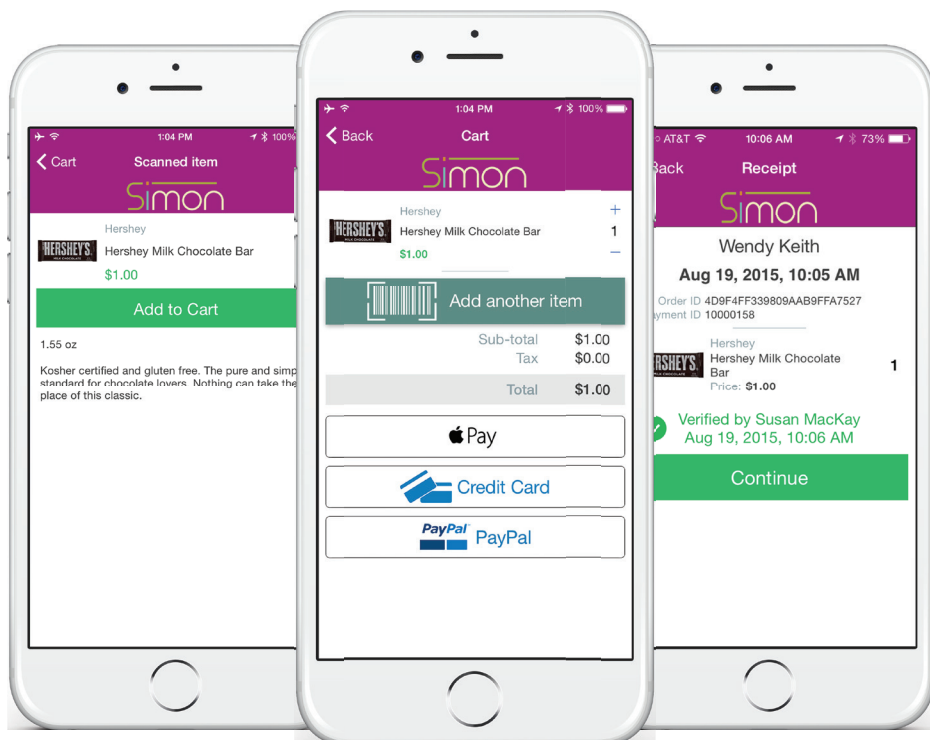 1:04 PM
100%
Cart
Scanned item
Simon
Hershey
HERSHEY'S
MILK CHOCOLATE
Hershey Milk Chocolate Bar
$1.00
Add to Cart
1.55 oz
Kosher certified and gluten free. The pure and simp
standard for chocolate lovers. Nothing can take the
place of this classic.
1:04 PM
100%
Back
Cart
Simon
Hershey
+
HERSHEY'S
MILK CHOCOLATE
Hershey Milk Chocolate Bar
1
$1.00
−
Add another item
Sub-total $1.00
Tax $0.00
Total $1.00
Pay
Credit Card
PayPal PayPal
AT&T 10:06 AM 73%
Back
Receipt
Simon
Wendy Keith
Aug 19, 2015, 10:05 AM
Order ID 4D9F4FF339809AAB9FFA7527
yment ID 10000158
Hershey
HERSHEY'S
Hershey Milk Chocolate
1
Bar
Price: $1.00
Verified by Susan MacKay
Aug 19, 2015, 10:06 AM
Continue